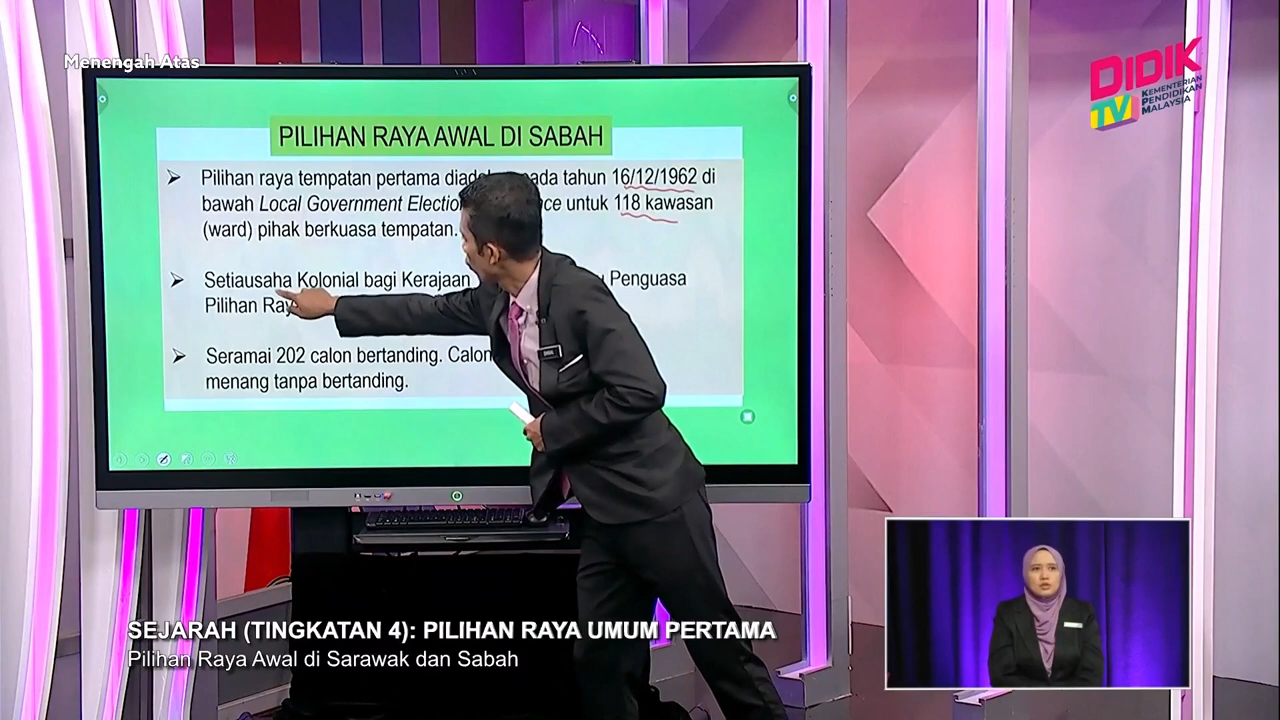 Menengah Atas
DIDIK
TV
KEMENTERIAN
PENDIDIKAN
MALAYSIA
PILIHAN RAYA AWAL DI SABAH
Pilihan raya tempatan pertama pada tahun 16/12/1962 di
bawah Local Government Election untuk 118 kawasan
(ward) pihak berkuasa tempatan.
Setiausaha Kolonial bagi Kerajaan Penguasa
Pilihan
Seramai 202 calon bertanding. Calon
menang tanpa bertanding.
SEJARAH (TINGKATAN 4): PILIHAN RAYA UMUM PERTAMA
Pilihan Raya Awal di Sarawak dan Sabah